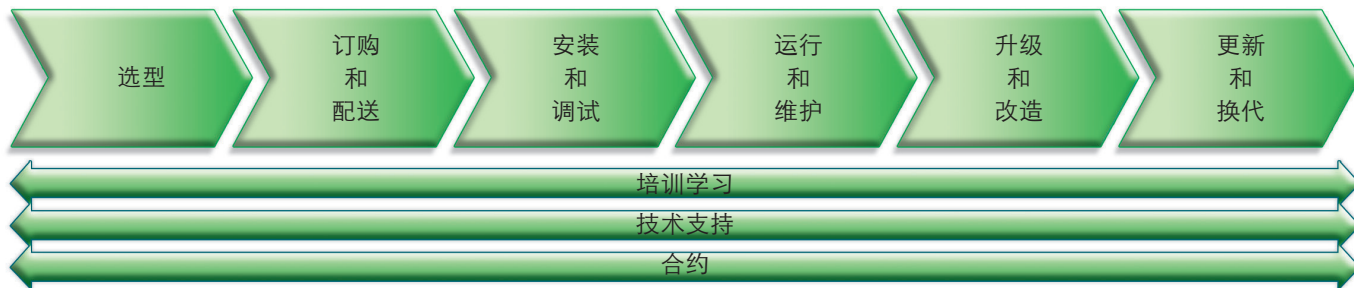 选型
订购
和
配送
安装
和
调试
运行
和
维护
升级
和
改造
更新
和
换代
培训学习
技术支持
合约